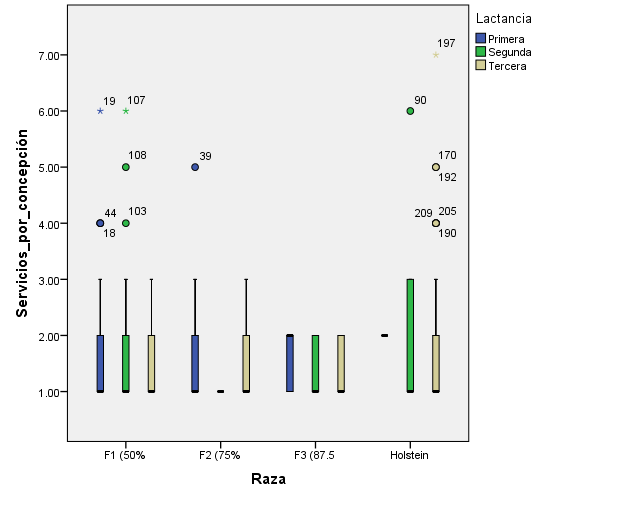 Lactancia
Primera
Segunda
Tercera
Servicios_por_concepción
7.00
6.00
5.00
4.00
3.00
2.00
1.00
19
107
108
44
18
103
39
197
90
170
192
209
205
190
F1 (50%
F2 (75%
F3 (87.5
Holstein
Raza